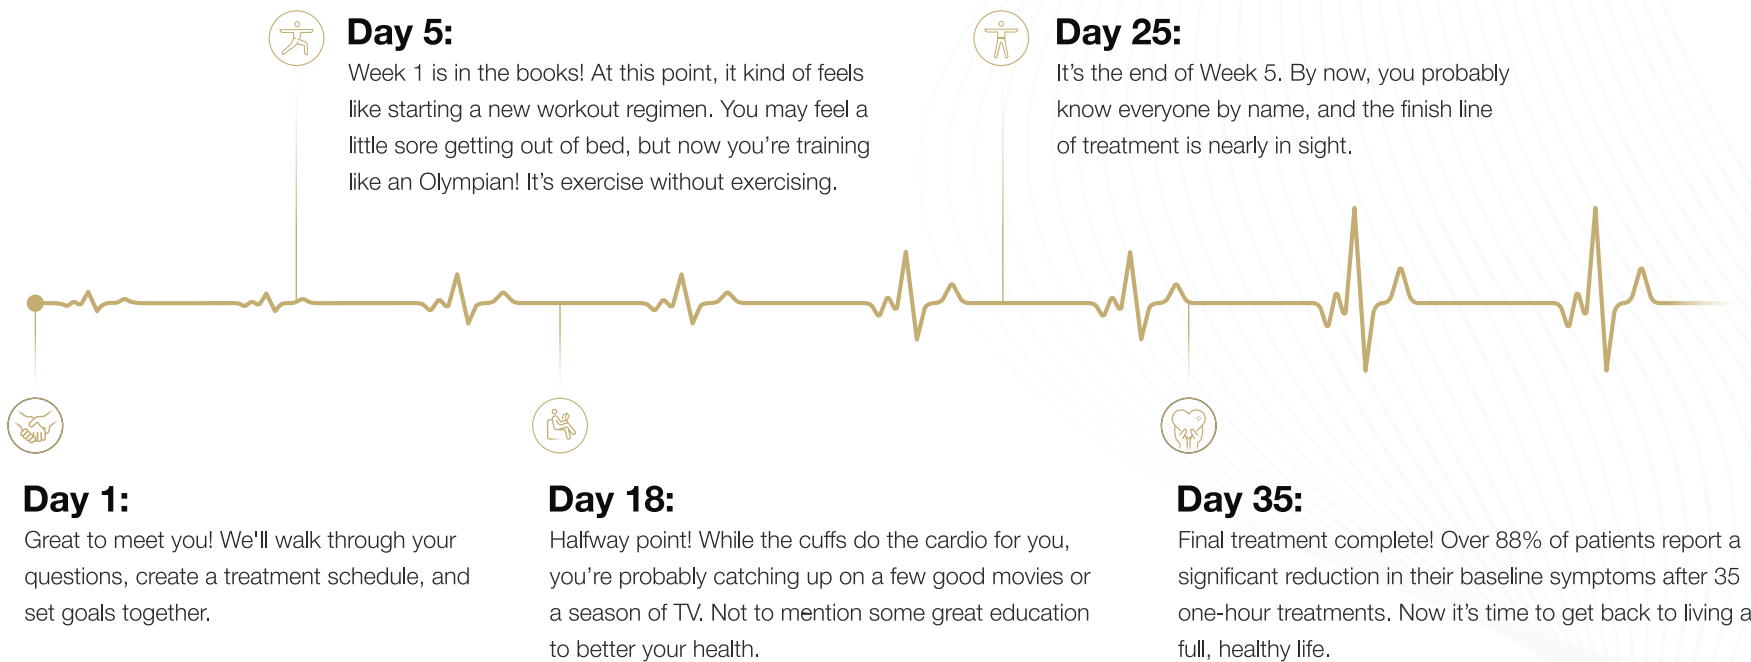 Day 5:
Week 1 is in the books! At this point, it kind of feels
like starting a new workout regimen. You may feel a
little sore getting out of bed, but now you’re training
like an Olympian! It’s exercise without exercising.
Day 25:
It’s the end of Week 5. By now, you probably
know everyone by name, and the finish line
of treatment is nearly in sight.
Day 1:
Great to meet you! We'll walk through your
questions, create a treatment schedule, and
set goals together.
Day 18:
Halfway point! While the cuffs do the cardio for you,
you’re probably catching up on a few good movies or
a season of TV. Not to mention some great education
to better your health.
Day 35:
Final treatment complete! Over 88% of patients report a
significant reduction in their baseline symptoms after 35
one-hour treatments. Now it’s time to get back to living a
full, healthy life.